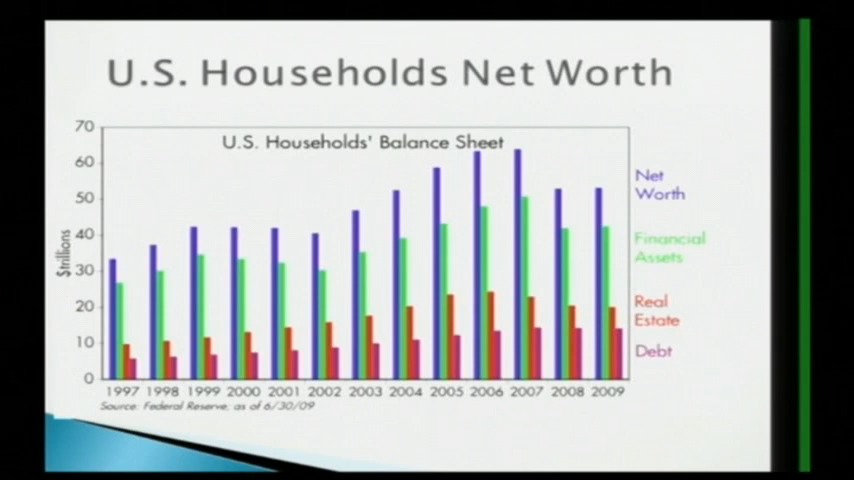 U.S. Households Net Worth
U.S. Households' Balance Sheet
$trillions
70
60
50
40
30
20
10
0
1997 1998 1999 2000 2001 2002 2003 2004 2005 2006 2007 2008 2009
Net
Worth
Financial
Assets
Real
Estate
Debt
Source: Federal Reserve, as of 6/30/09